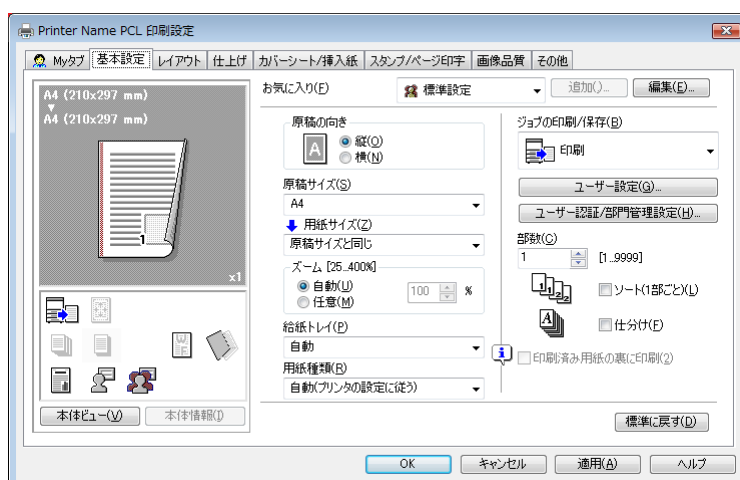 Printer Name PCL 印刷設定
Myタブ 基本設定 レイアウト 仕上げ カバーシート/挿入紙 スタンプ/ページ印字 画像品質 その他
A4 (210x297 mm)
A4 (210x297 mm)
1
x1
W
F
本体ビュー(V) 本体情報(I)
お気に入り(F) 標準設定 追加()... 編集(E)...
原稿の向き
A
縦(O)
横(N)
原稿サイズ(S)
A4
用紙サイズ(Z)
原稿サイズと同じ
ズーム [25..400%]
自動(U)
任意(M)
100 %
給紙トレイ(P)
自動
用紙種類(R)
自動(プリンタの設定に従う)
ジョブの印刷/保存(B)
印刷
ユーザー設定(G)...
ユーザー認証/部門管理設定(H)...
部数(C)
1 [1..9999]
1122 ソート(1部ごと)(L)
A 仕分け(F)
印刷済み用紙の裏に印刷(2)
標準に戻す(D)
OK キャンセル 適用(A) ヘルプ